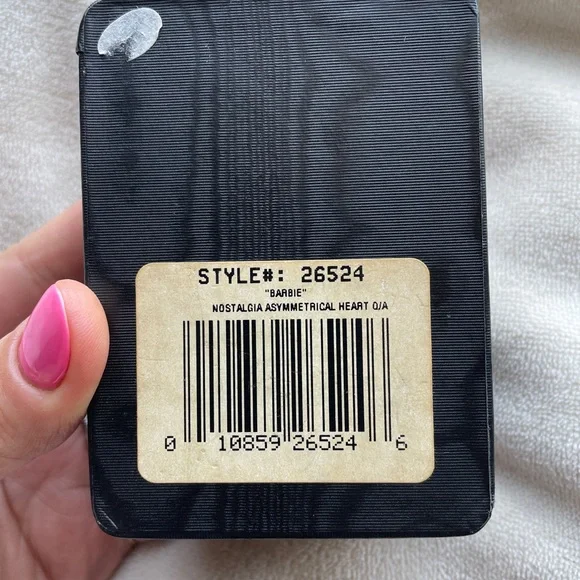 STYLE#: 26524
"BARBIE"
NOSTALGIA ASYMMETRICAL HEART Q/A
0 10859 26524 6